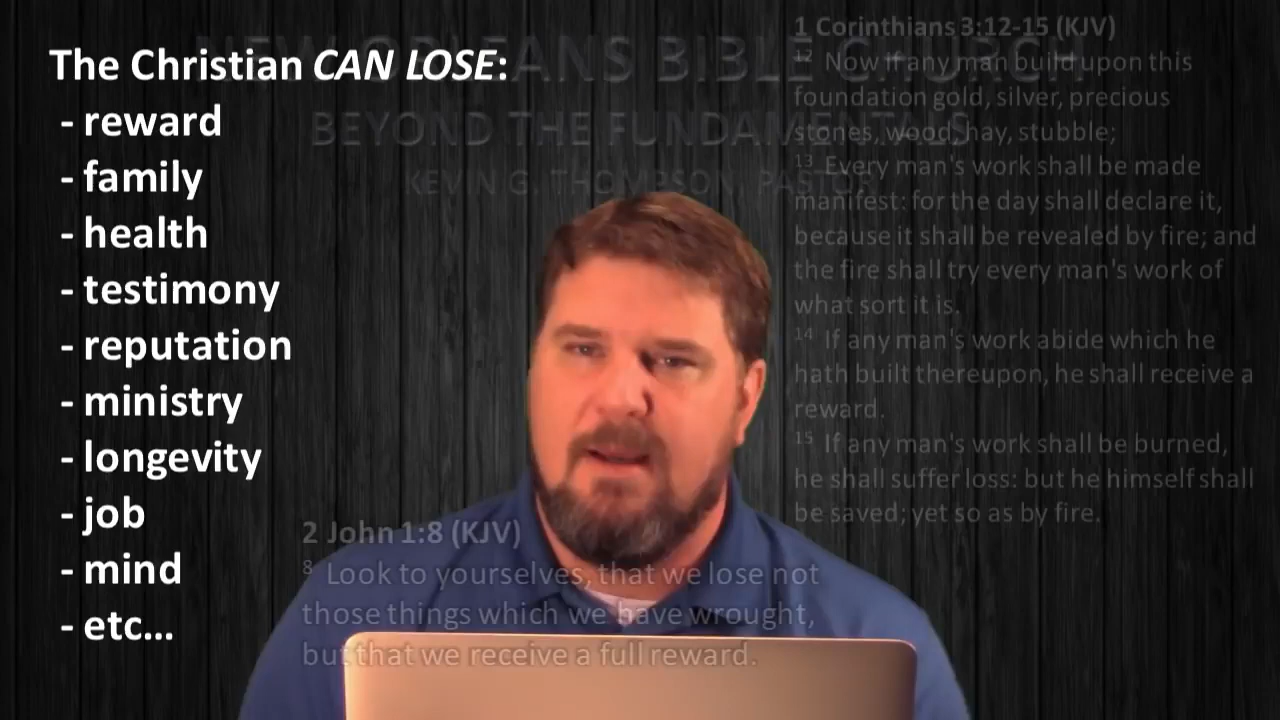 The Christian CAN LOSE:
- reward
- family
- health
- testimony
- reputation
- ministry
- longevity
- job
- mind
- etc…
NEW ORLEANS BIBLE CHURCH
BEYOND THE FUNDAMENTALS
KEVIN G. THOMPSON, PASTOR
1 Corinthians 3:12-15 (KJV)
12 Now if any man build upon this
foundation gold, silver, precious
stones, wood, hay, stubble;
13 Every man's work shall be made
manifest: for the day shall declare it,
because it shall be revealed by fire; and
the fire shall try every man's work of
what sort it is.
14 If any man's work abide which he
hath built thereupon, he shall receive a
reward.
15 If any man's work shall be burned,
he shall suffer loss: but he himself shall
be saved; yet so as by fire.
2 John 1:8 (KJV)
8 Look to yourselves, that we lose not
those things which we have wrought,
but that we receive a full reward.